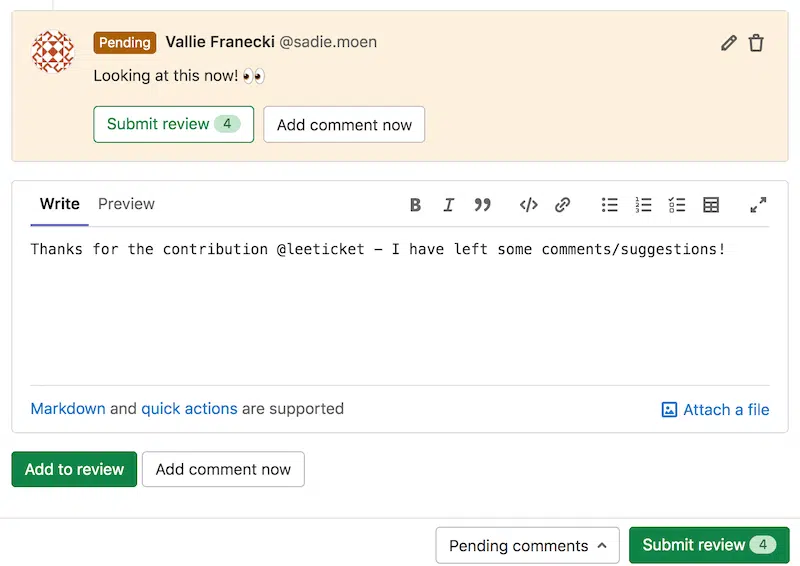 Pending Vallie Franecki @sadie.moen
Looking at this now! 👀
Submit review 4 Add comment now
Write Preview
Thanks for the contribution @leeticket – I have left some comments/suggestions!
Markdown and quick actions are supported Attach a file
Add to review Add comment now
Pending comments Submit review 4